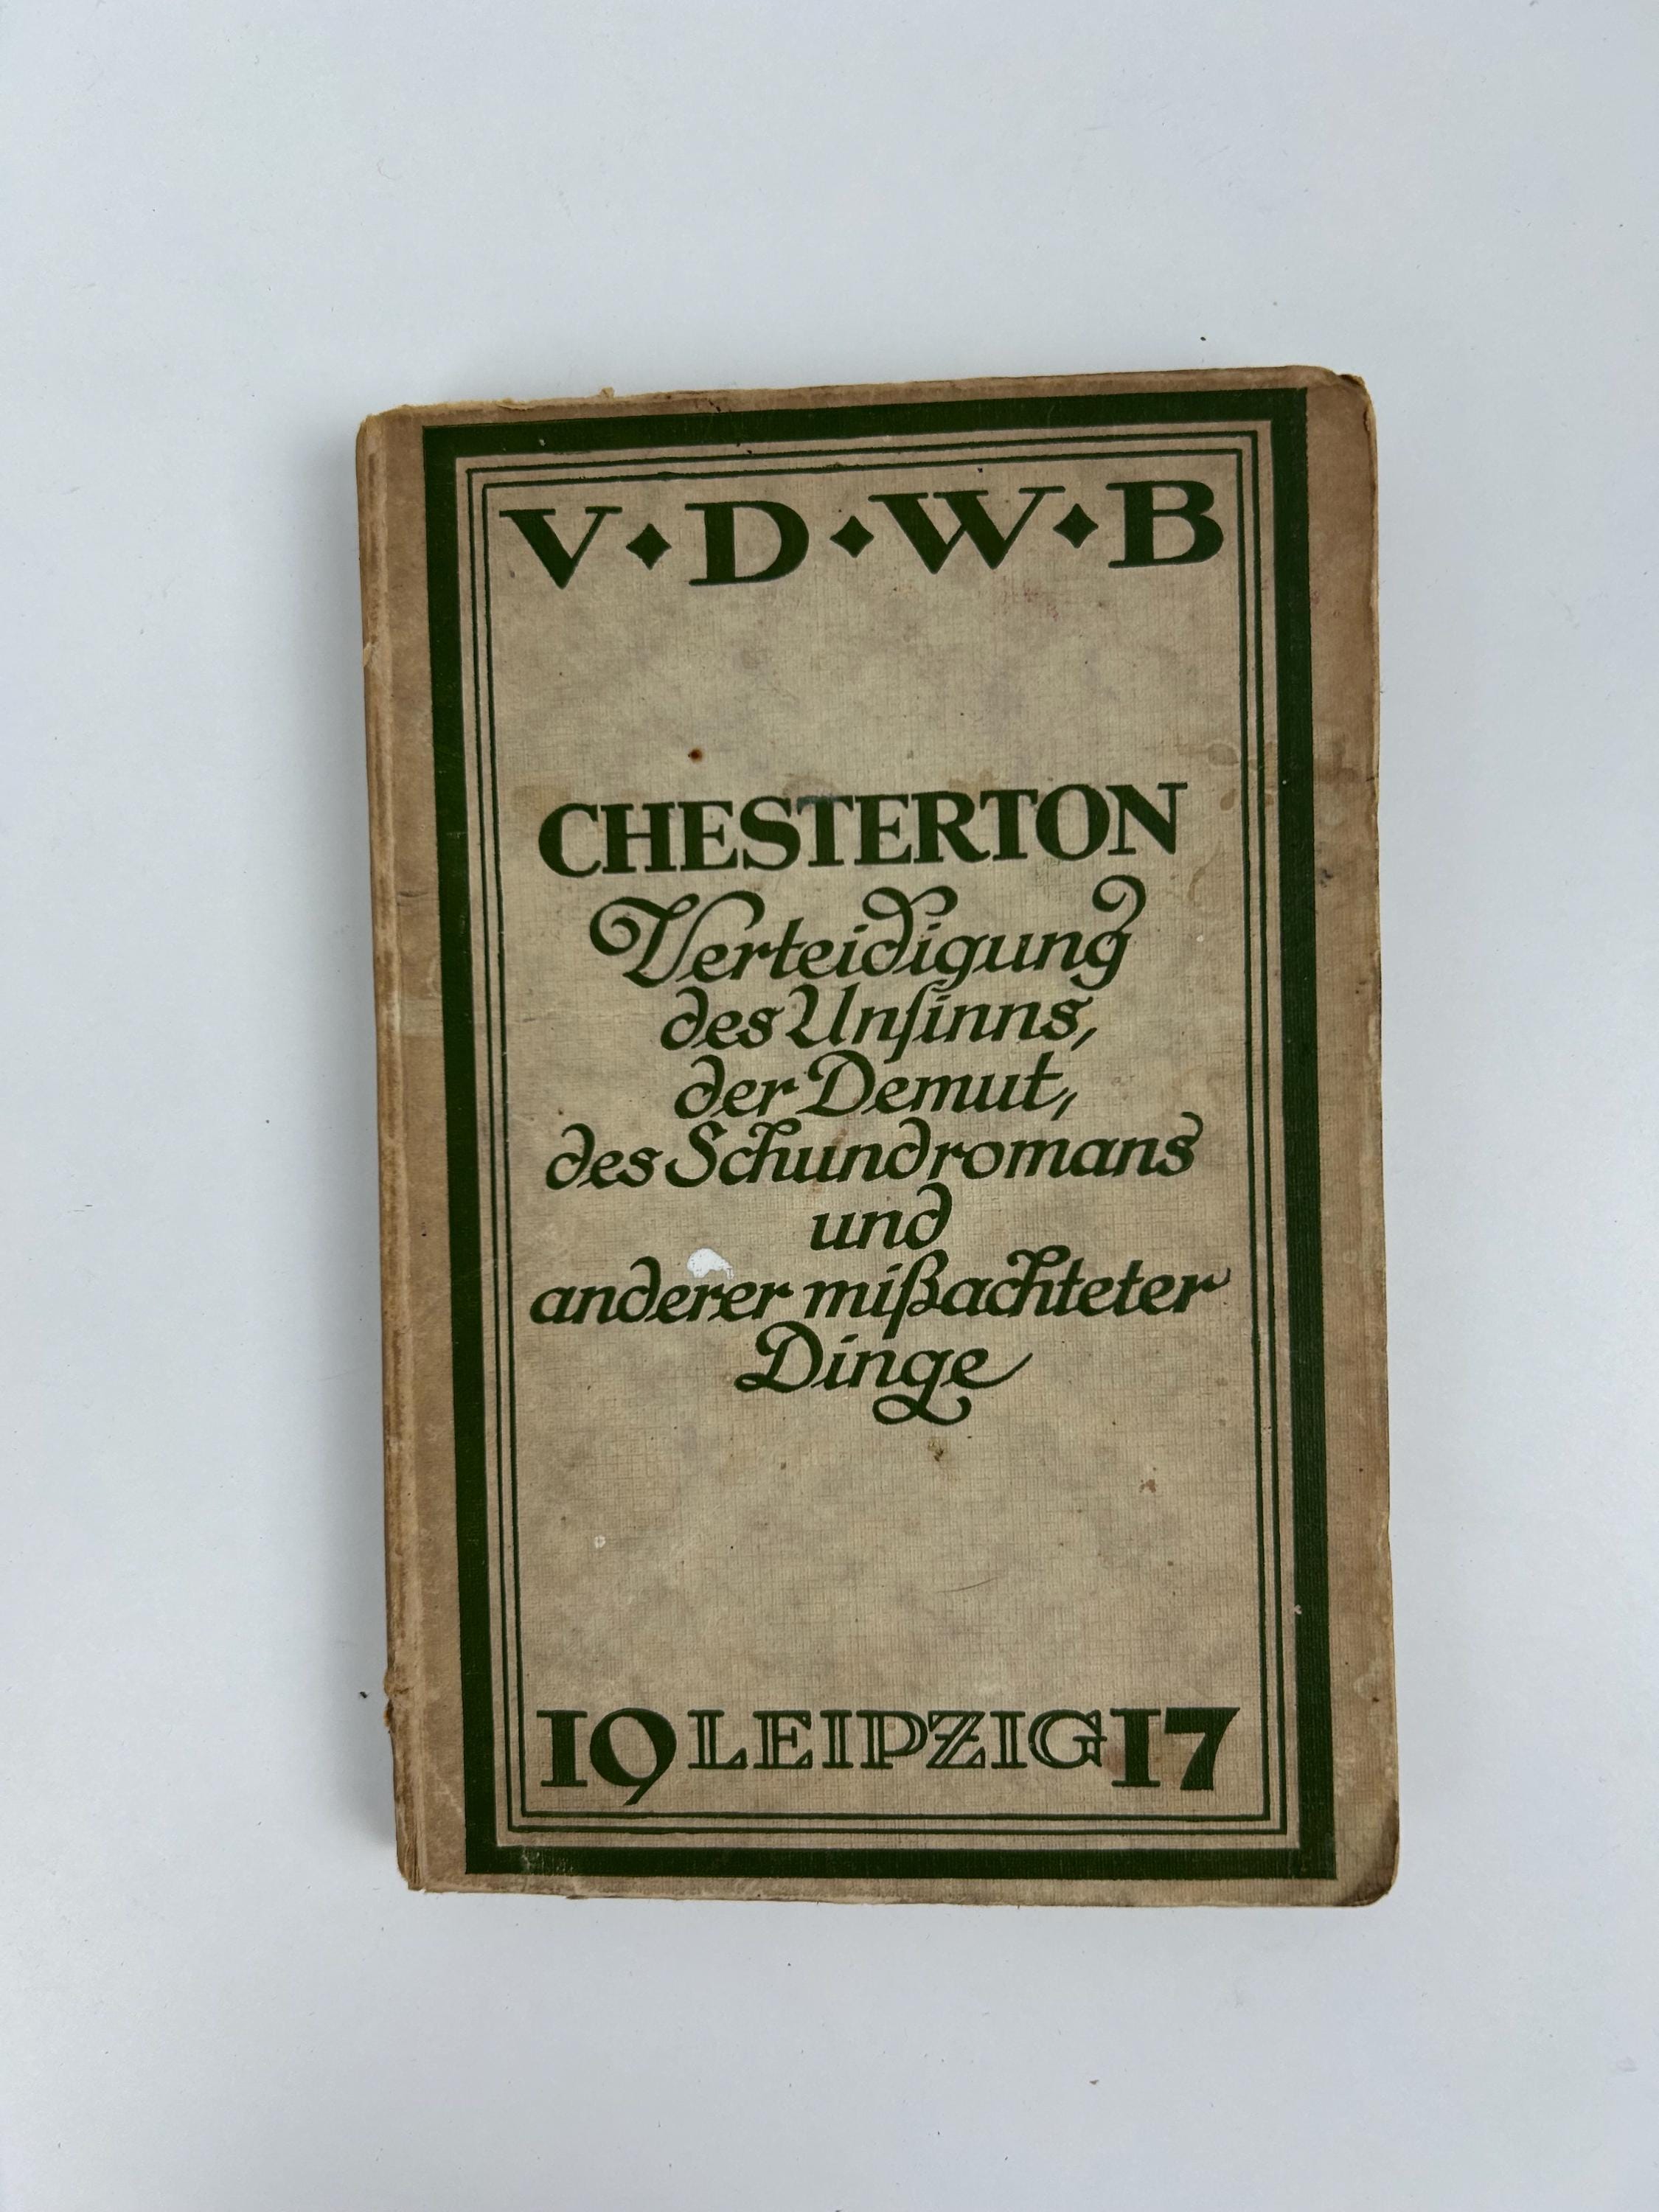 V ⬥ D ⬥ W ⬥ B
CHESTERTON
Verteidigung
des Unſinns,
der Demut,
des Schundromans
und
anderer mißachteter
Dinge
19 LEIPZIG 17